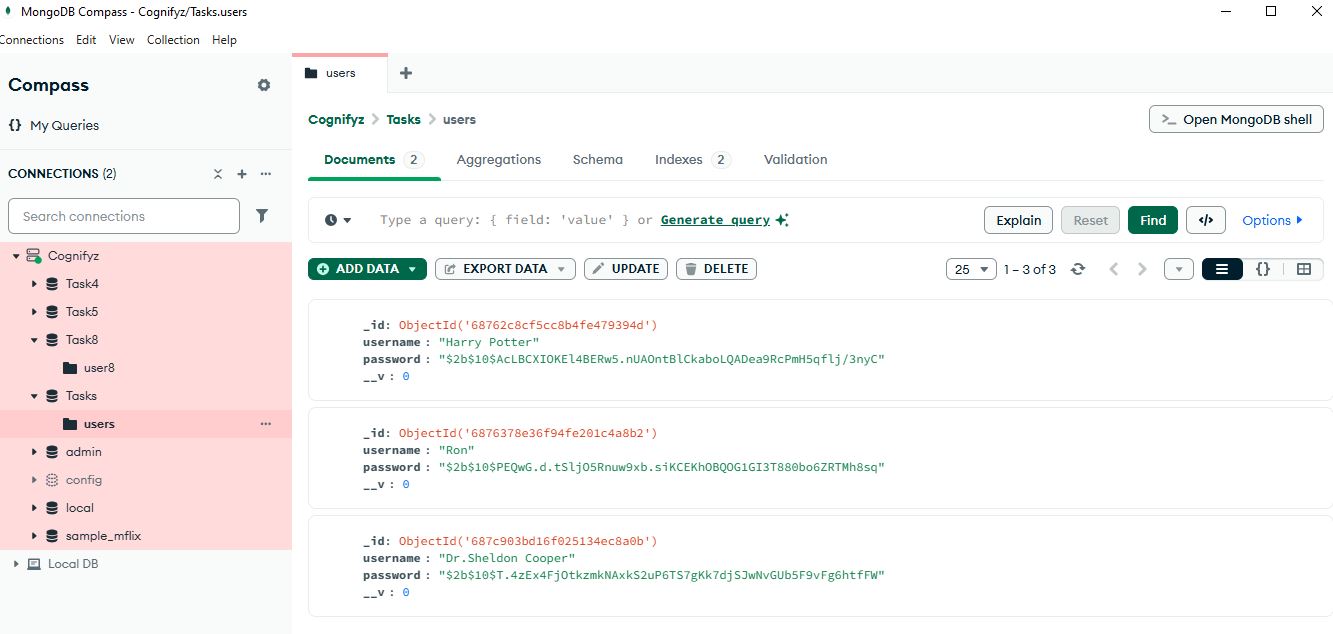 MongoDB Compass - Cognifyz/Tasks.users
Connections Edit View Collection Help
Compass
{} My Queries
CONNECTIONS (2)
Search connections
Cognifyz
Task4
Task5
Task8
user8
Tasks
users
admin
config
local
sample_mflix
Local DB
users
Cognifyz > Tasks > users
>_ Open MongoDB shell
Documents 2 Aggregations Schema Indexes 2 Validation
Type a query: { field: 'value' } or Generate query
Explain Reset Find </> Options
ADD DATA EXPORT DATA UPDATE DELETE
25 1 – 3 of 3 {}
_id: ObjectId('68762c8cf5cc8b4fe479394d')
username : "Harry Potter"
password : "$2b$10$AcLBCXIOKEl4BERw5.nUAOntBlCkaboLQADea9RcPmH5qflj/3nyC"
__v : 0
_id: ObjectId('6876378e36f94fe201c4a8b2')
username : "Ron"
password : "$2b$10$PEQwG.d.tSljO5Rnuw9xb.siKCEKhOBQOG1GI3T880bo6ZRTMh8sq"
__v : 0
_id: ObjectId('687c903bd16f025134ec8a0b')
username : "Dr.Sheldon Cooper"
password : "$2b$10$T.4zEx4FjOtkzmkNAxkS2uP6TS7gKk7djSJwNvGUb5F9vFg6htfFW"
__v : 0